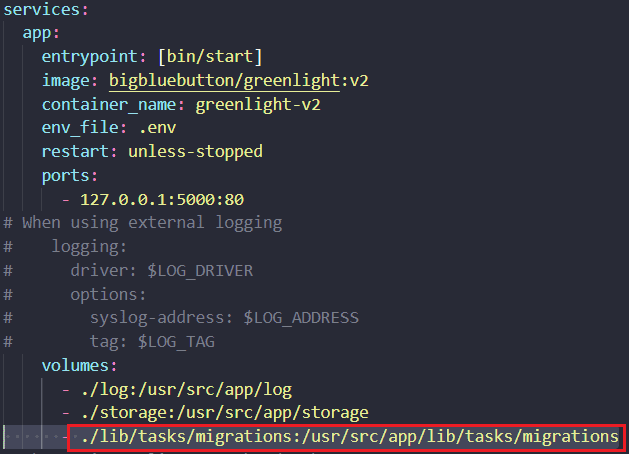 services:
  app:
    entrypoint: [bin/start]
    image: bigbluebutton/greenlight:v2
    container_name: greenlight-v2
    env_file: .env
    restart: unless-stopped
    ports:
      - 127.0.0.1:5000:80
# When using external logging
#    logging:
#      driver: $LOG_DRIVER
#      options:
#        syslog-address: $LOG_ADDRESS
#        tag: $LOG_TAG
    volumes:
      - ./log:/usr/src/app/log
      - ./storage:/usr/src/app/storage
      - ./lib/tasks/migrations:/usr/src/app/lib/tasks/migrations